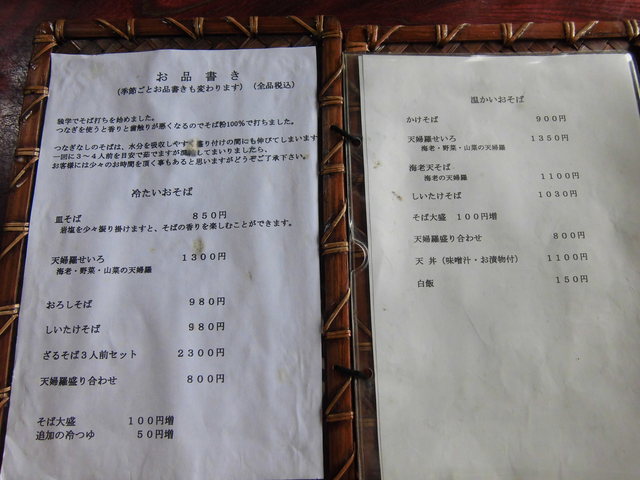 お品書き
(季節ごとお品書きも変わります) (全品税込)
独学でそば打ちを始めました。
つなぎを使うと香りと歯触りが悪くなるのでそば粉100％で打ちました。
つなぎなしのそばは、水分を吸収しやすく盛り付けの間にも伸びてしまいます
一回に３～４人前を目安で茹でますが してまいりましたら、
お客様には少々のお時間を頂く事もあると思いますがどうぞご了承下さい。
冷たいおそば
皿そば ８５０円
岩塩を少々振り掛けますと、そばの香りを楽しむことができます。
天婦羅せいろ １３００円
海老・野菜・山菜の天婦羅
おろしそば ９８０円
しいたけそば ９８０円
ざるそば３人前セット ２３００円
天婦羅盛り合わせ ８００円
そば大盛 １００円増
追加の冷つゆ ５０円増
温かいおそば
かけそば ９００円
天婦羅せいろ １３５０円
海老・野菜・山菜の天婦羅
海老天そば
海老の天婦羅 １１００円
しいたけそば １０３０円
そば大盛 １００円増
天婦羅盛り合わせ ８００円
天丼（味噌汁・お漬物付） １１００円
白飯 １５０円